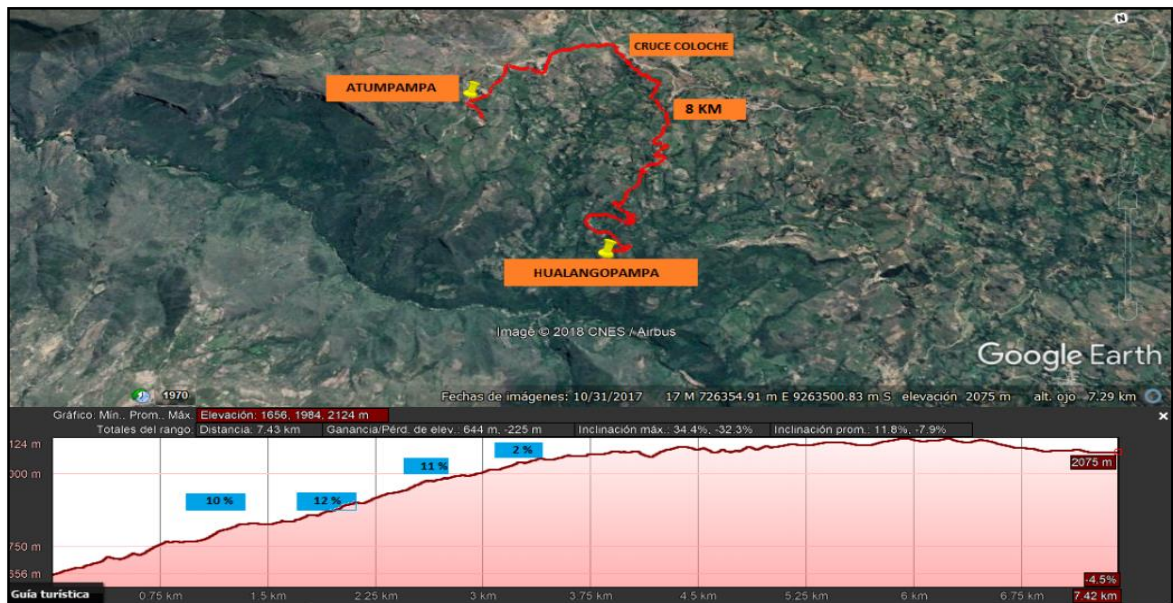 N
CRUCE COLOCHE
ATUMPAMPA
8 KM
HUALANGOPAMPA
Image © 2018 CNES / Airbus
Google Earth
1970
Fechas de imágenes: 10/31/2017 17 M 726354.91 m E 9263500.83 m S elevación 2075 m alt. ojo 7.29 km
Gráfico: Mín., Prom., Máx. Elevación: 1656, 1984, 2124 m
Totales del rango: Distancia: 7.43 km Ganancia/Pérd. de elev.: 644 m, -225 m Inclinación máx.: 34.4%, -32.3% Inclinación prom.: 11.8%, -7.9%
124 m
2 %
11 %
2075 m
000 m
10 %
12 %
750 m
656 m
-4.5%
Guía turística
0.75 km 1.5 km 2.25 km 3 km 3.75 km 4.5 km 5.25 km 6 km 6.75 km 7.42 km